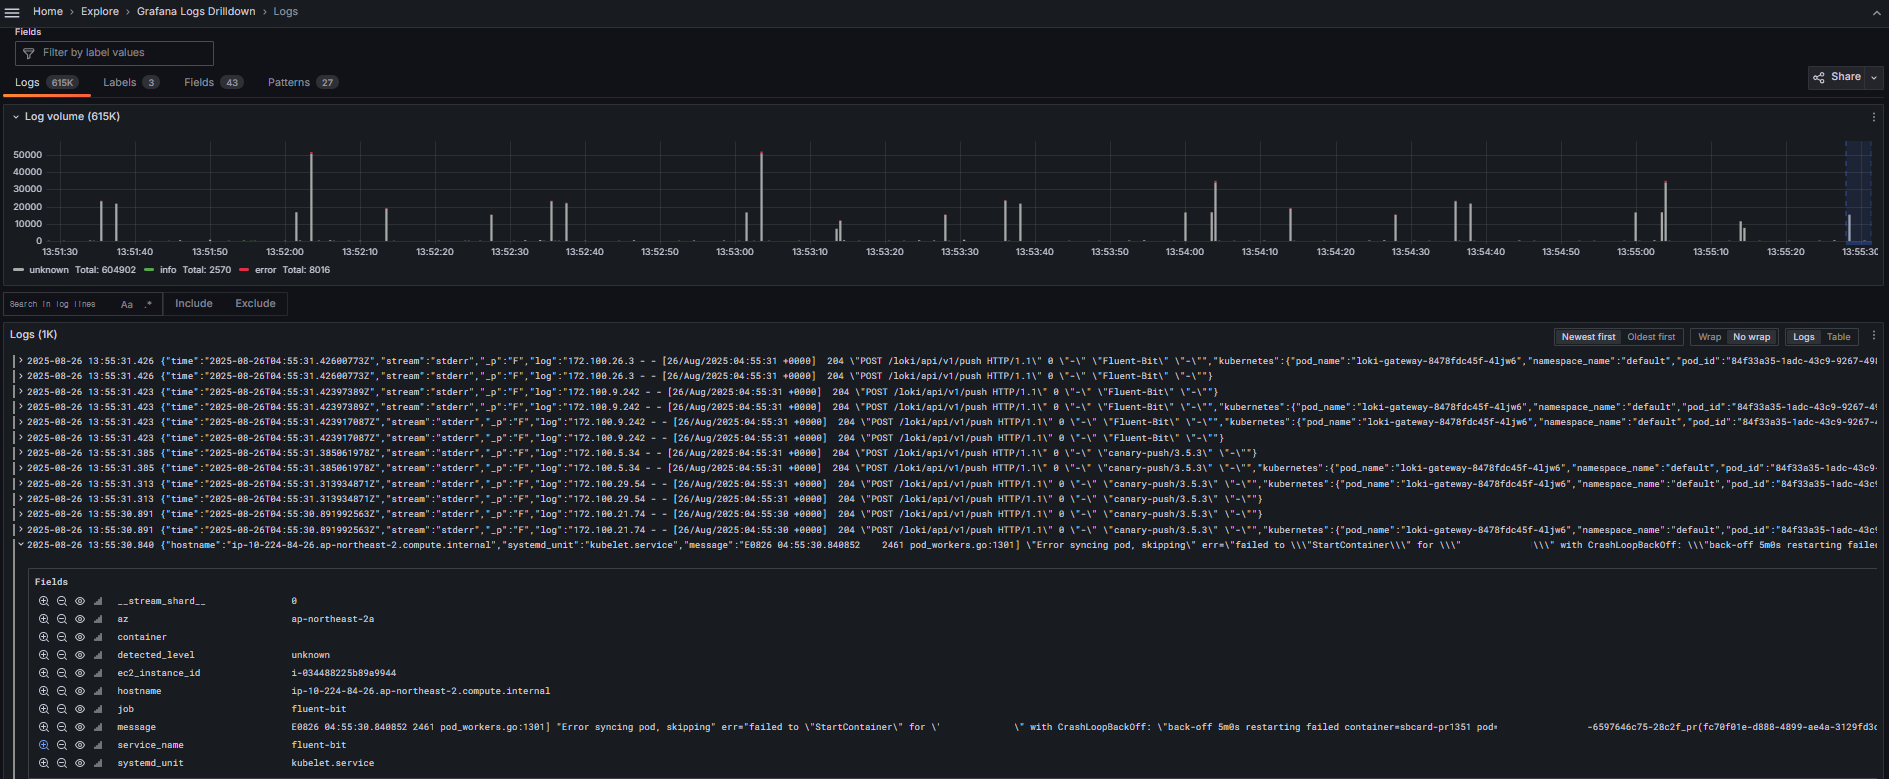 Home › Explore › Grafana Logs Drilldown › Logs
Fields
Filter by label values
Logs 615K Labels 3 Fields 43 Patterns 27
Share
Log volume (615K)
50000
40000
30000
20000
10000
0
13:51:30 13:51:40 13:51:50 13:52:00 13:52:10 13:52:20 13:52:30 13:52:40 13:52:50 13:53:00 13:53:10 13:53:20 13:53:30 13:53:40 13:53:50 13:54:00 13:54:10 13:54:20 13:54:30 13:54:40 13:54:50 13:55:00 13:55:10 13:55:20 13:55:30
unknown Total: 604902 info Total: 2570 error Total: 8016
Search in log lines Aa .* Include Exclude
Logs (1K)
Newest first Oldest first Wrap No wrap Logs Table
2025-08-26 13:55:31.426 {"time":"2025-08-26T04:55:31.42600773Z","stream":"stderr","_p":"F","log":"172.100.26.3 - - [26/Aug/2025:04:55:31 +0000]  204 \"POST /loki/api/v1/push HTTP/1.1\" 0 \"-\" \"Fluent-Bit\" \"-\"","kubernetes":{"pod_name":"loki-gateway-8478fdc45f-4ljw6","namespace_name":"default","pod_id":"84f33a35-1adc-43c9-9267-498
2025-08-26 13:55:31.426 {"time":"2025-08-26T04:55:31.42600773Z","stream":"stderr","_p":"F","log":"172.100.26.3 - - [26/Aug/2025:04:55:31 +0000]  204 \"POST /loki/api/v1/push HTTP/1.1\" 0 \"-\" \"Fluent-Bit\" \"-\""}
2025-08-26 13:55:31.423 {"time":"2025-08-26T04:55:31.42397389Z","stream":"stderr","_p":"F","log":"172.100.9.242 - - [26/Aug/2025:04:55:31 +0000]  204 \"POST /loki/api/v1/push HTTP/1.1\" 0 \"-\" \"Fluent-Bit\" \"-\""}
2025-08-26 13:55:31.423 {"time":"2025-08-26T04:55:31.42397389Z","stream":"stderr","_p":"F","log":"172.100.9.242 - - [26/Aug/2025:04:55:31 +0000]  204 \"POST /loki/api/v1/push HTTP/1.1\" 0 \"-\" \"Fluent-Bit\" \"-\"","kubernetes":{"pod_name":"loki-gateway-8478fdc45f-4ljw6","namespace_name":"default","pod_id":"84f33a35-1adc-43c9-9267-49
2025-08-26 13:55:31.423 {"time":"2025-08-26T04:55:31.423917087Z","stream":"stderr","_p":"F","log":"172.100.9.242 - - [26/Aug/2025:04:55:31 +0000]  204 \"POST /loki/api/v1/push HTTP/1.1\" 0 \"-\" \"Fluent-Bit\" \"-\"","kubernetes":{"pod_name":"loki-gateway-8478fdc45f-4ljw6","namespace_name":"default","pod_id":"84f33a35-1adc-43c9-9267-4
2025-08-26 13:55:31.423 {"time":"2025-08-26T04:55:31.423917087Z","stream":"stderr","_p":"F","log":"172.100.9.242 - - [26/Aug/2025:04:55:31 +0000]  204 \"POST /loki/api/v1/push HTTP/1.1\" 0 \"-\" \"Fluent-Bit\" \"-\""}
2025-08-26 13:55:31.385 {"time":"2025-08-26T04:55:31.385061978Z","stream":"stderr","_p":"F","log":"172.100.5.34 - - [26/Aug/2025:04:55:31 +0000]  204 \"POST /loki/api/v1/push HTTP/1.1\" 0 \"-\" \"canary-push/3.5.3\" \"-\""}
2025-08-26 13:55:31.385 {"time":"2025-08-26T04:55:31.385061978Z","stream":"stderr","_p":"F","log":"172.100.5.34 - - [26/Aug/2025:04:55:31 +0000]  204 \"POST /loki/api/v1/push HTTP/1.1\" 0 \"-\" \"canary-push/3.5.3\" \"-\"","kubernetes":{"pod_name":"loki-gateway-8478fdc45f-4ljw6","namespace_name":"default","pod_id":"84f33a35-1adc-43c
2025-08-26 13:55:31.313 {"time":"2025-08-26T04:55:31.313934871Z","stream":"stderr","_p":"F","log":"172.100.29.54 - - [26/Aug/2025:04:55:31 +0000]  204 \"POST /loki/api/v1/push HTTP/1.1\" 0 \"-\" \"canary-push/3.5.3\" \"-\"","kubernetes":{"pod_name":"loki-gateway-8478fdc45f-4ljw6","namespace_name":"default","pod_id":"84f33a35-1adc-43
2025-08-26 13:55:31.313 {"time":"2025-08-26T04:55:31.313934871Z","stream":"stderr","_p":"F","log":"172.100.29.54 - - [26/Aug/2025:04:55:31 +0000]  204 \"POST /loki/api/v1/push HTTP/1.1\" 0 \"-\" \"canary-push/3.5.3\" \"-\""}
2025-08-26 13:55:30.891 {"time":"2025-08-26T04:55:30.891992563Z","stream":"stderr","_p":"F","log":"172.100.21.74 - - [26/Aug/2025:04:55:30 +0000]  204 \"POST /loki/api/v1/push HTTP/1.1\" 0 \"-\" \"canary-push/3.5.3\" \"-\""}
2025-08-26 13:55:30.891 {"time":"2025-08-26T04:55:30.891992563Z","stream":"stderr","_p":"F","log":"172.100.21.74 - - [26/Aug/2025:04:55:30 +0000]  204 \"POST /loki/api/v1/push HTTP/1.1\" 0 \"-\" \"canary-push/3.5.3\" \"-\"","kubernetes":{"pod_name":"loki-gateway-8478fdc45f-4ljw6","namespace_name":"default","pod_id":"84f33a35-1adc-43
2025-08-26 13:55:30.840 {"hostname":"ip-10-224-84-26.ap-northeast-2.compute.internal","systemd_unit":"kubelet.service","message":"E0826 04:55:30.840852    2461 pod_workers.go:1301] \"Error syncing pod, skipping\" err=\"failed to \\\"StartContainer\\\" for \\\" \\\" with CrashLoopBackOff: \\\"back-off 5m0s restarting failed
Fields
__stream_shard__ 0
az ap-northeast-2a
container
detected_level unknown
ec2_instance_id i-034488225b89a9944
hostname ip-10-224-84-26.ap-northeast-2.compute.internal
job fluent-bit
message E0826 04:55:30.840852 2461 pod_workers.go:1301] "Error syncing pod, skipping" err="failed to \"StartContainer\" for \" \" with CrashLoopBackOff: \"back-off 5m0s restarting failed container=sbcard-pr1351 pod= -6597646c75-28c2f_pr(fc70f01e-d888-4899-ae4a-3129fd3c
service_name fluent-bit
systemd_unit kubelet.service